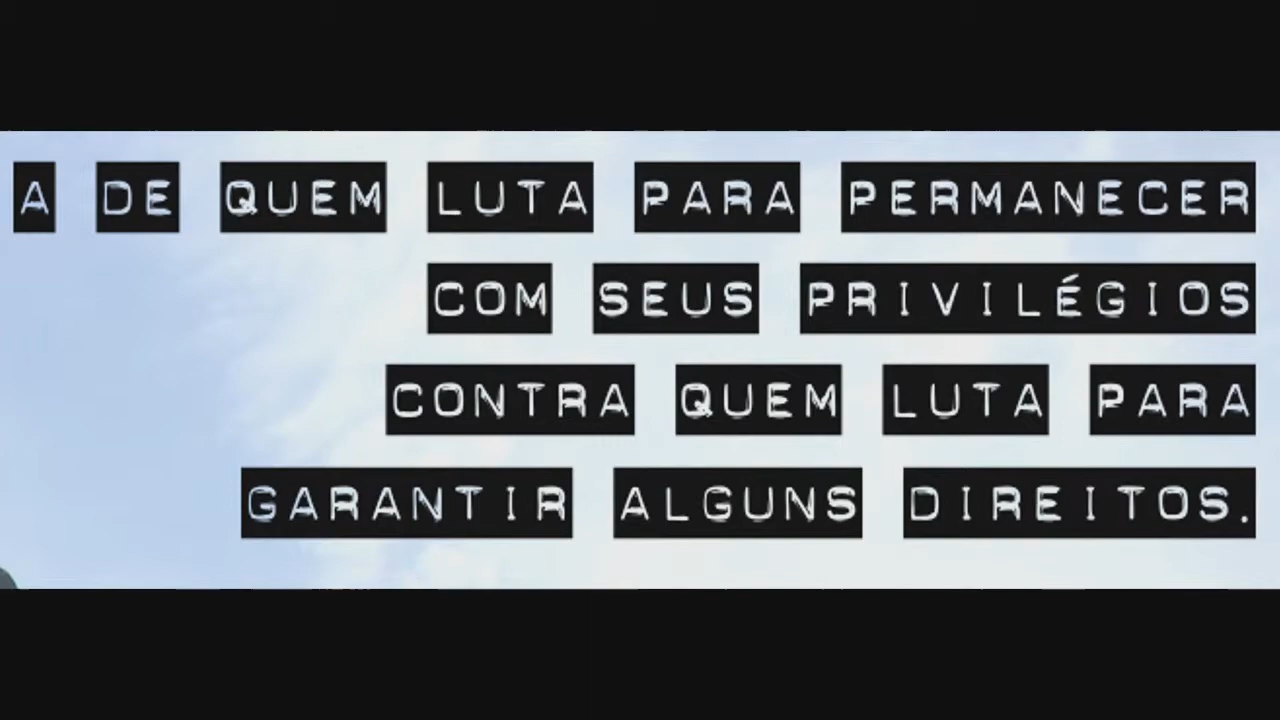 A DE QUEM LUTA PARA PERMANECER
COM SEUS PRIVILÉGIOS
CONTRA QUEM LUTA PARA
GARANTIR ALGUNS DIREITOS.